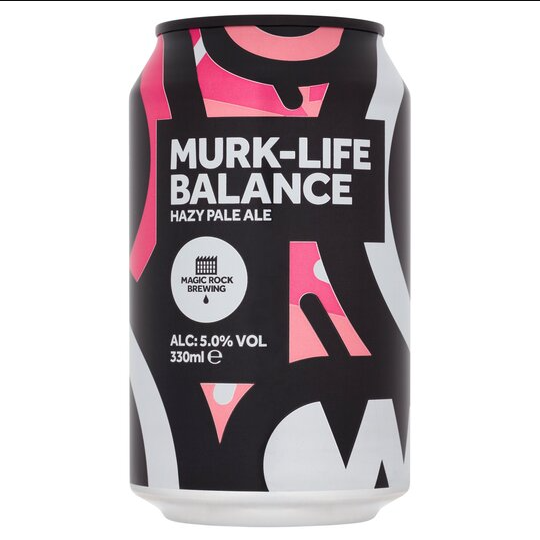 MURK-LIFE
BALANCE
HAZY PALE ALE
MAGIC ROCK
BREWING
ALC: 5.0% VOL
330ml ℮